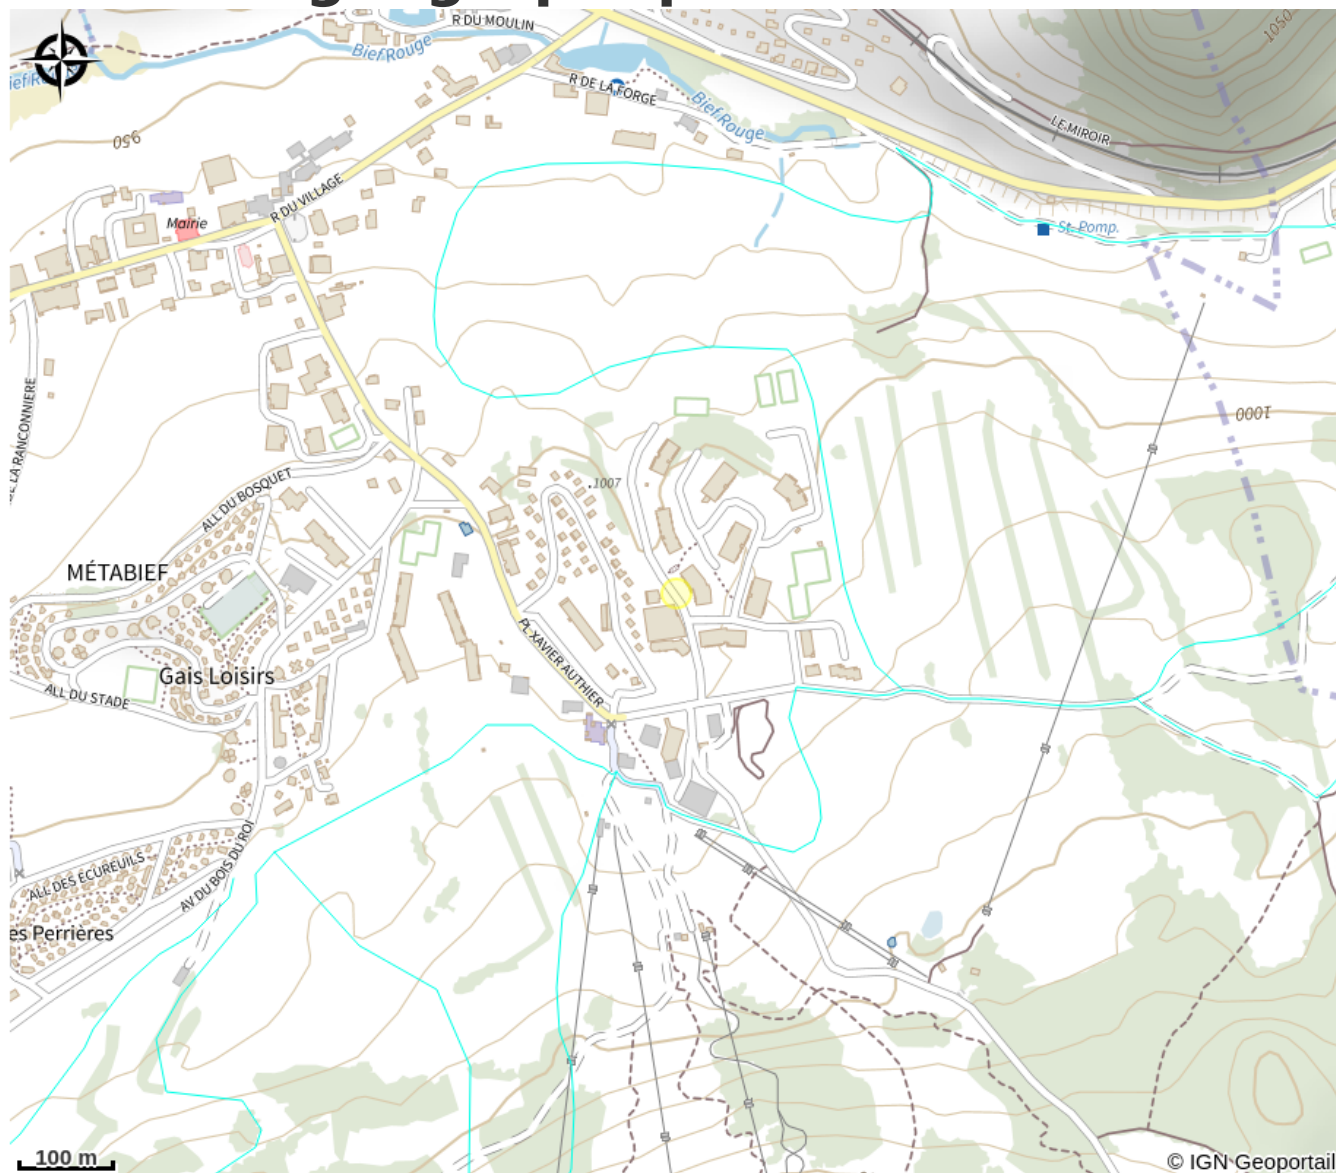 R DU MOULIN
Bief Rouge
1050
R DE LA FORGE
Bief Rouge
LE MIROIR
950
R DU VILLAGE
Mairie
St. Pomp.
1000
ALL DU BOSQUET
.1007
MÉTABIEF
PL XAVIER AUTHIER
Gais Loisirs
ALL DU STADE
ALL DES ECUREUILS
AV DU BOIS DU ROI
es Perrières
100 m
© IGN Geoportail